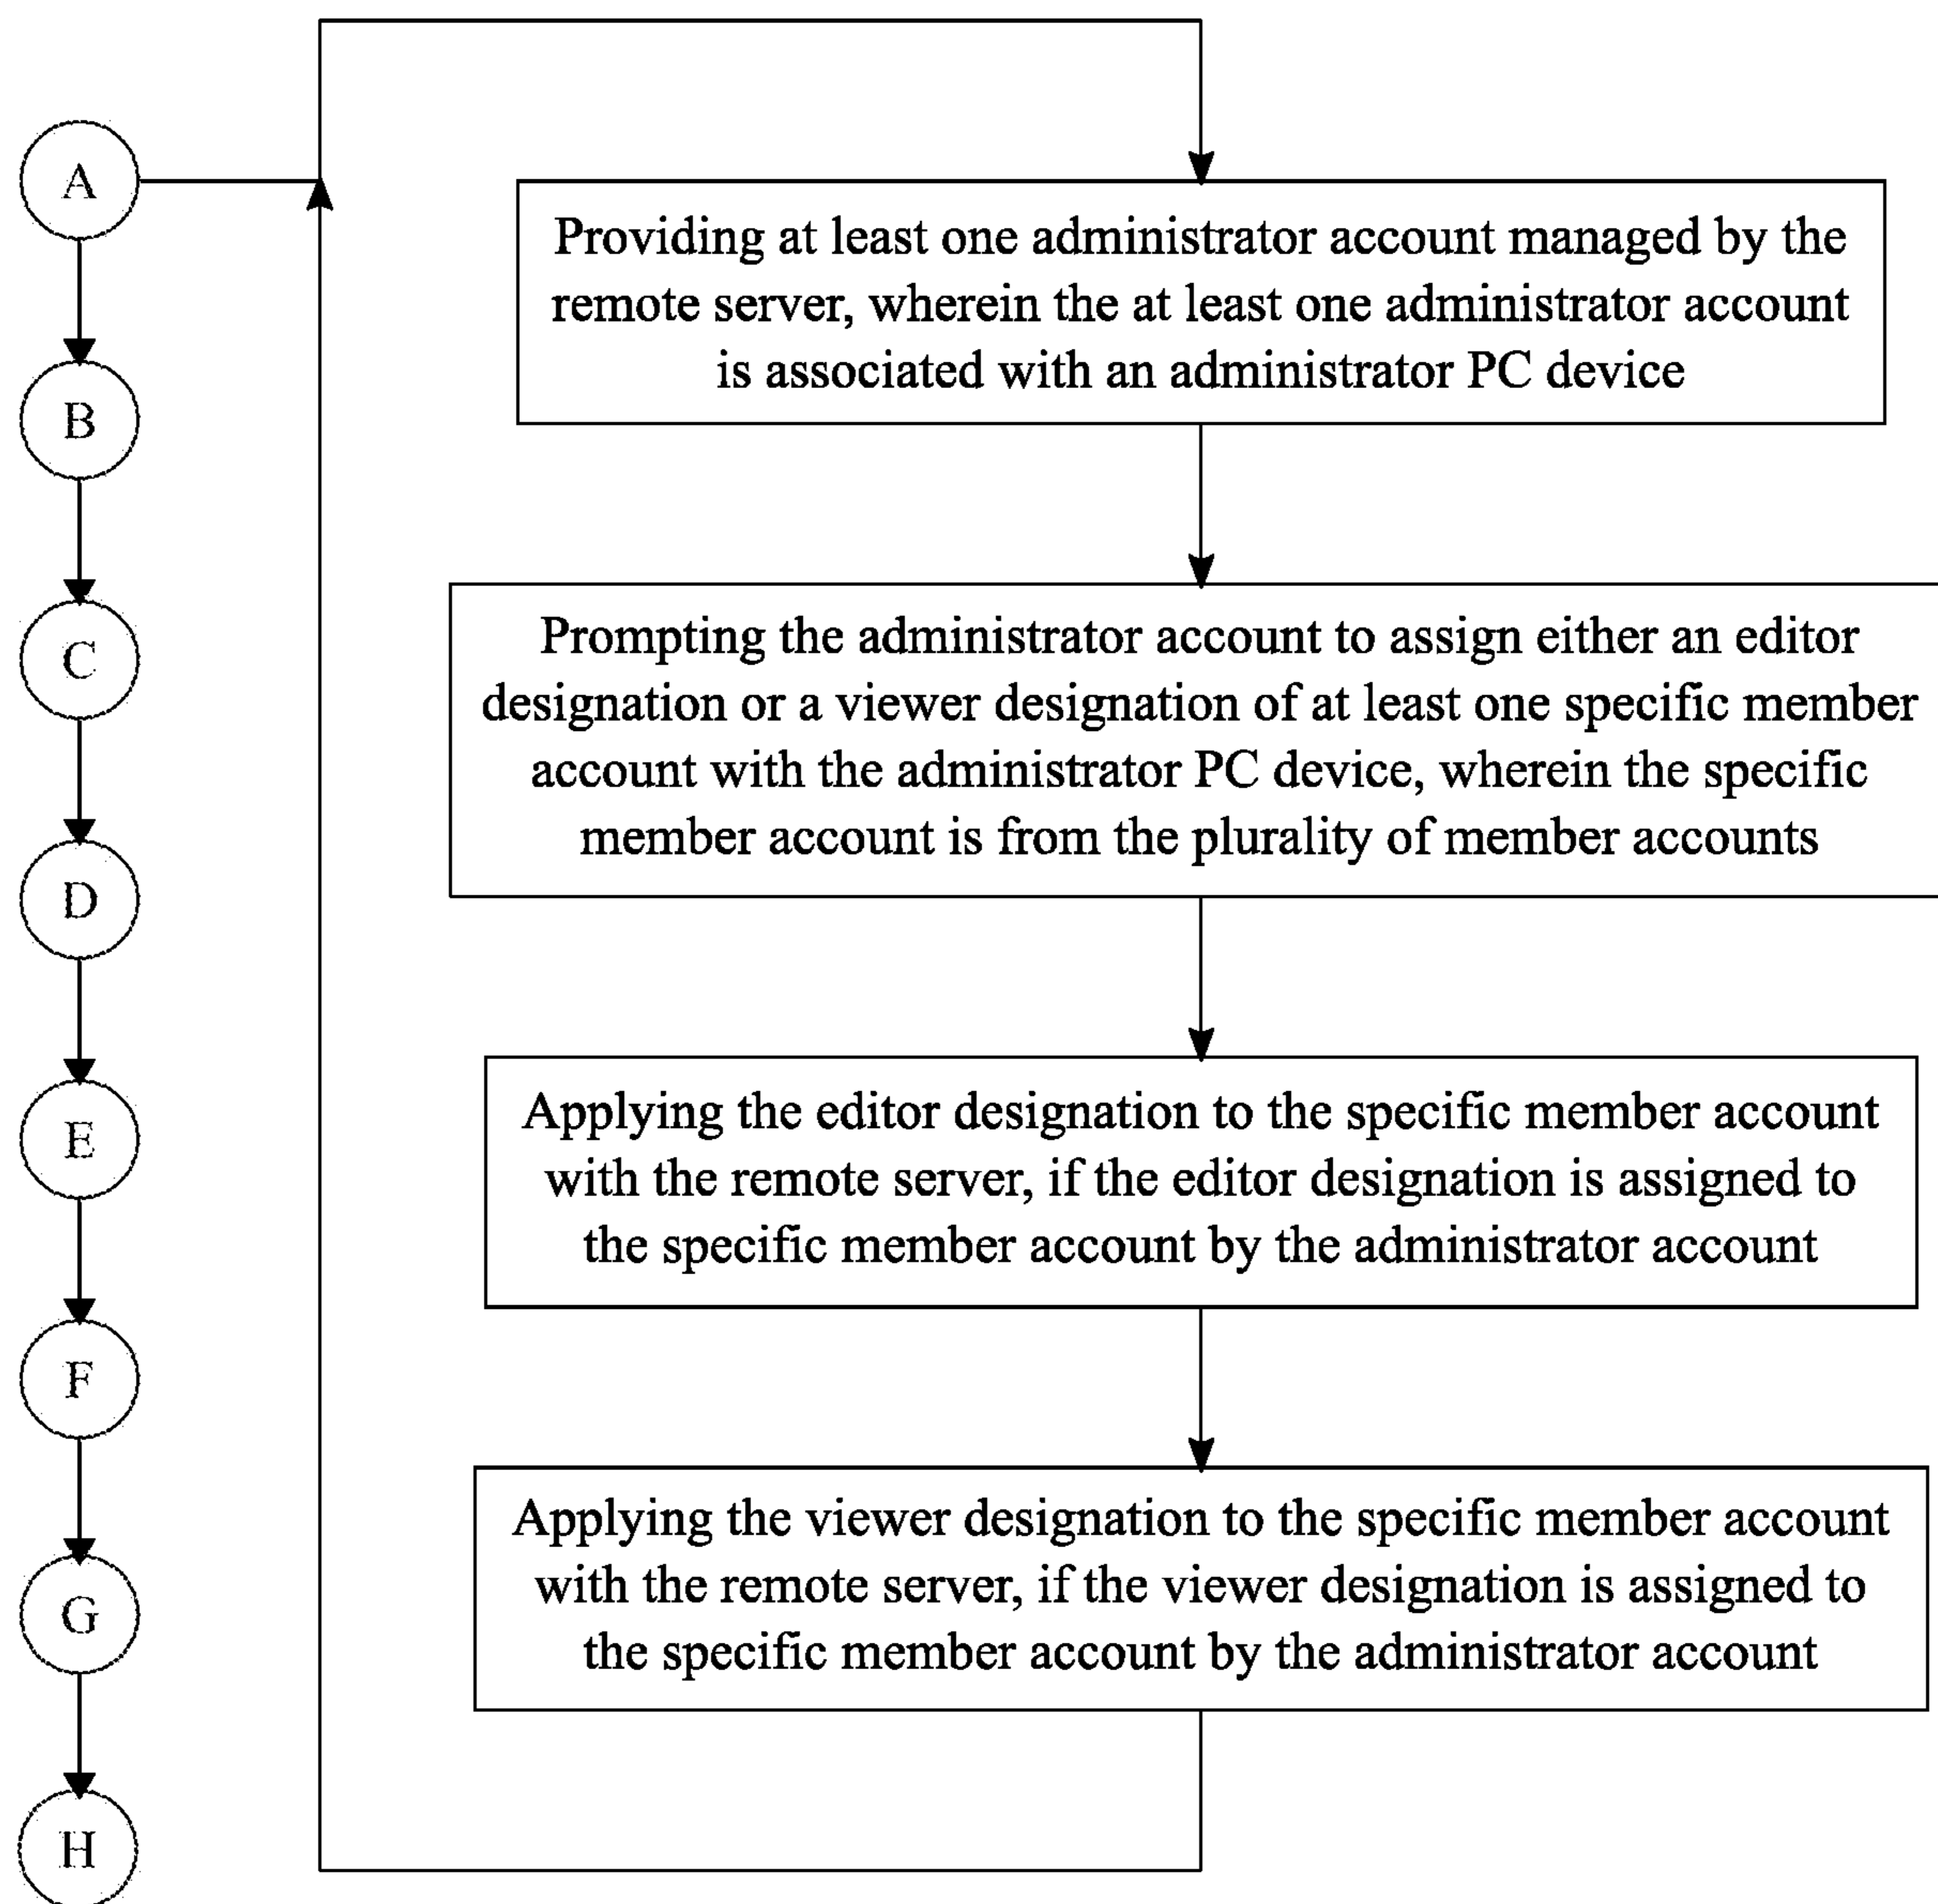 A
B
C
D
E
F
G
H
Providing at least one administrator account managed by the
remote server, wherein the at least one administrator account
is associated with an administrator PC device
Prompting the administrator account to assign either an editor
designation or a viewer designation of at least one specific member
account with the administrator PC device, wherein the specific
member account is from the plurality of member accounts
Applying the editor designation to the specific member account
with the remote server, if the editor designation is assigned to
the specific member account by the administrator account
Applying the viewer designation to the specific member account
with the remote server, if the viewer designation is assigned to
the specific member account by the administrator account